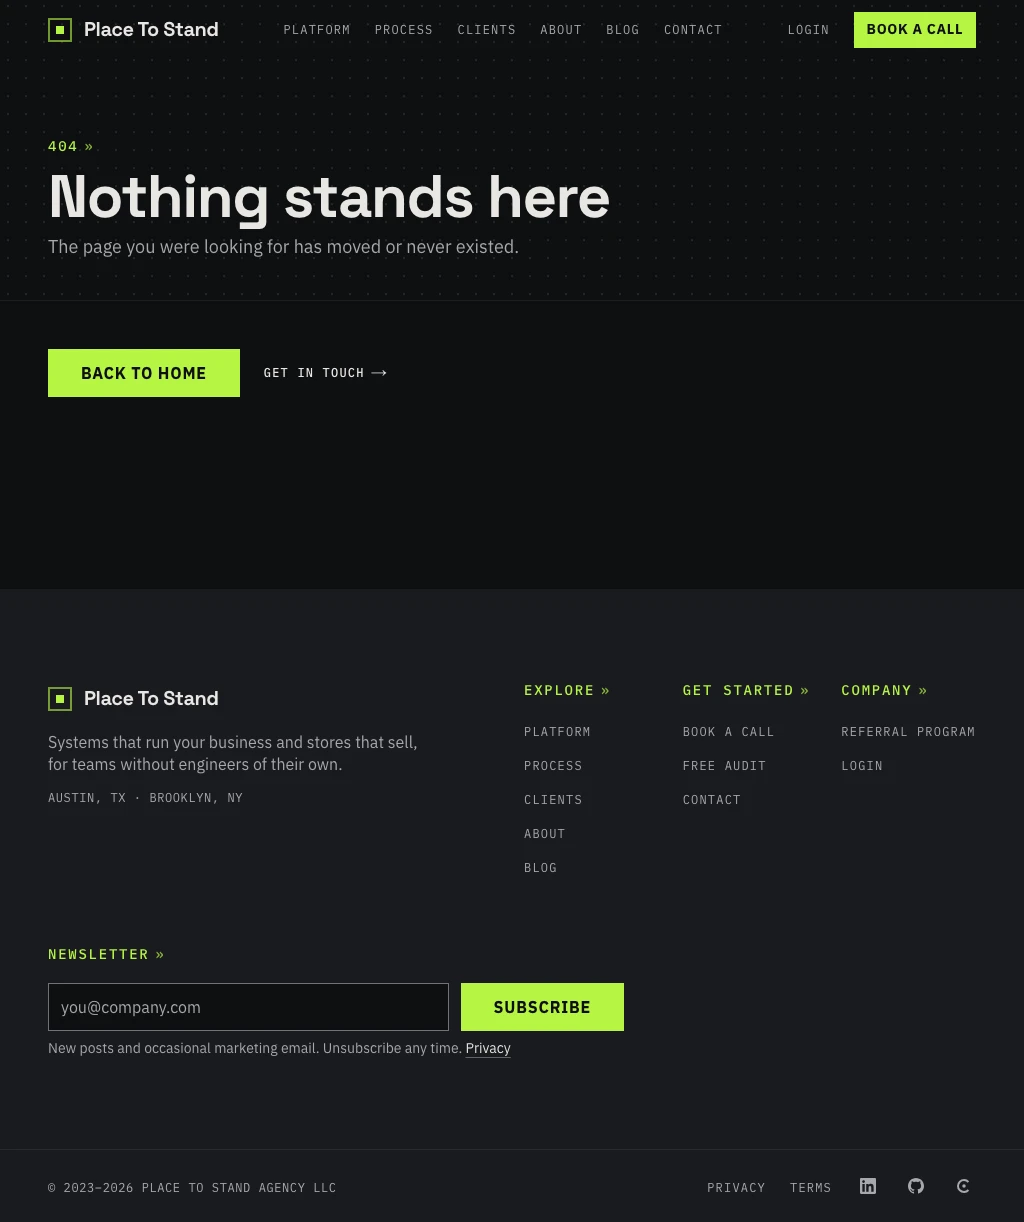 Place To Stand
PLATFORM PROCESS CLIENTS ABOUT BLOG CONTACT LOGIN BOOK A CALL
404 »
Nothing stands here
The page you were looking for has moved or never existed.
BACK TO HOME
GET IN TOUCH →
Place To Stand
Systems that run your business and stores that sell,
for teams without engineers of their own.
AUSTIN, TX · BROOKLYN, NY
EXPLORE »
PLATFORM
PROCESS
CLIENTS
ABOUT
BLOG
GET STARTED »
BOOK A CALL
FREE AUDIT
CONTACT
COMPANY »
REFERRAL PROGRAM
LOGIN
NEWSLETTER »
you@company.com
SUBSCRIBE
New posts and occasional marketing email. Unsubscribe any time. Privacy
© 2023–2026 PLACE TO STAND AGENCY LLC
PRIVACY TERMS